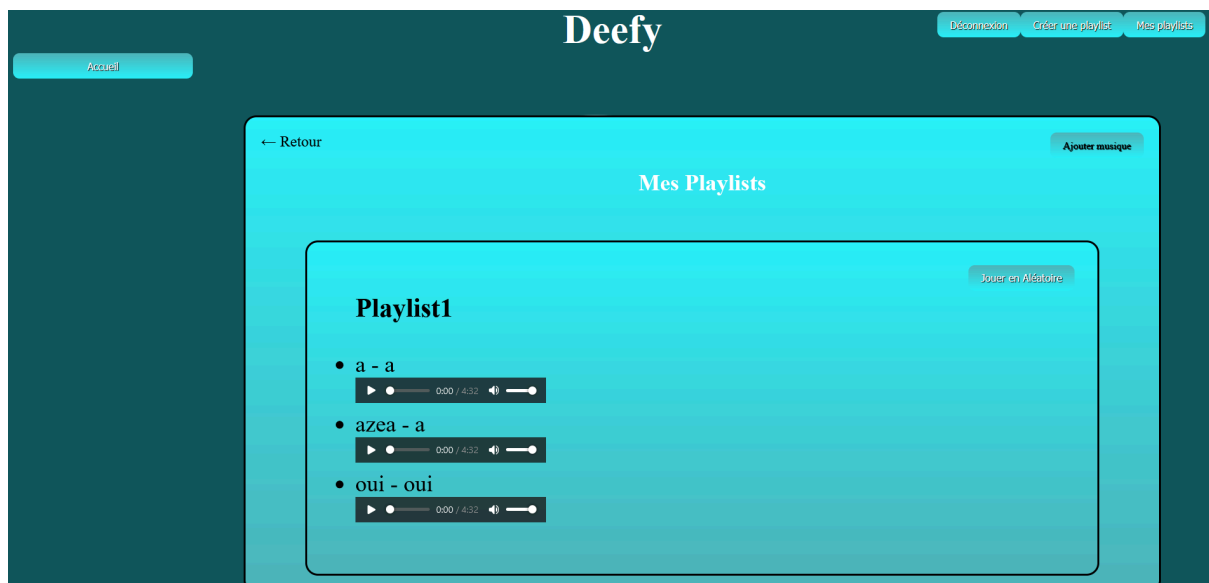 Deefy
Déconnexion Créer une playlist Mes playlists
Accueil
← Retour
Ajouter musique
Mes Playlists
Jouer en Aléatoire
Playlist1
• a - a
0:00 / 4:32
• azea - a
0:00 / 4:32
• oui - oui
0:00 / 4:32